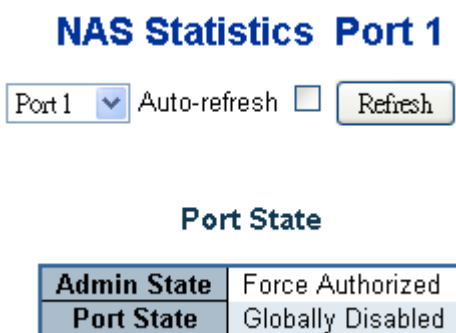 NAS Statistics Port 1
Port 1 Auto-refresh Refresh
Port State
Admin State Force Authorized
Port State Globally Disabled